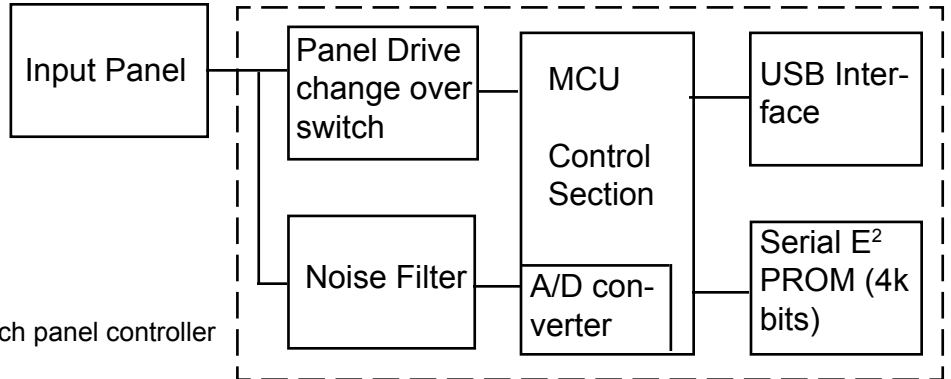 Input Panel
Panel Drive
change over
switch
MCU
Control
Section
USB Inter-
face
Noise Filter
A/D con-
verter
Serial E²
PROM (4k
bits)
panel controller